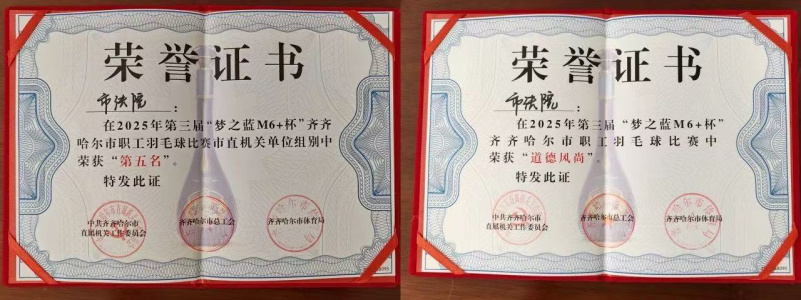 荣誉证书
市法院：
在2025年第三届“梦之蓝M6+杯”齐齐
哈尔市职工羽毛球比赛市直机关单位组别中
荣获“第五名”。
特发此证
中共齐齐哈尔市
直属机关工作委员会
齐齐哈尔市总工会
齐齐哈尔市体育局
荣誉证书
市法院：
在2025年第三届“梦之蓝M6+杯”
齐齐哈尔市职工羽毛球比赛中
荣获“道德风尚”。
特发此证
中共齐齐哈尔市
直属机关工作委员会
齐齐哈尔市总工会
齐齐哈尔市体育局